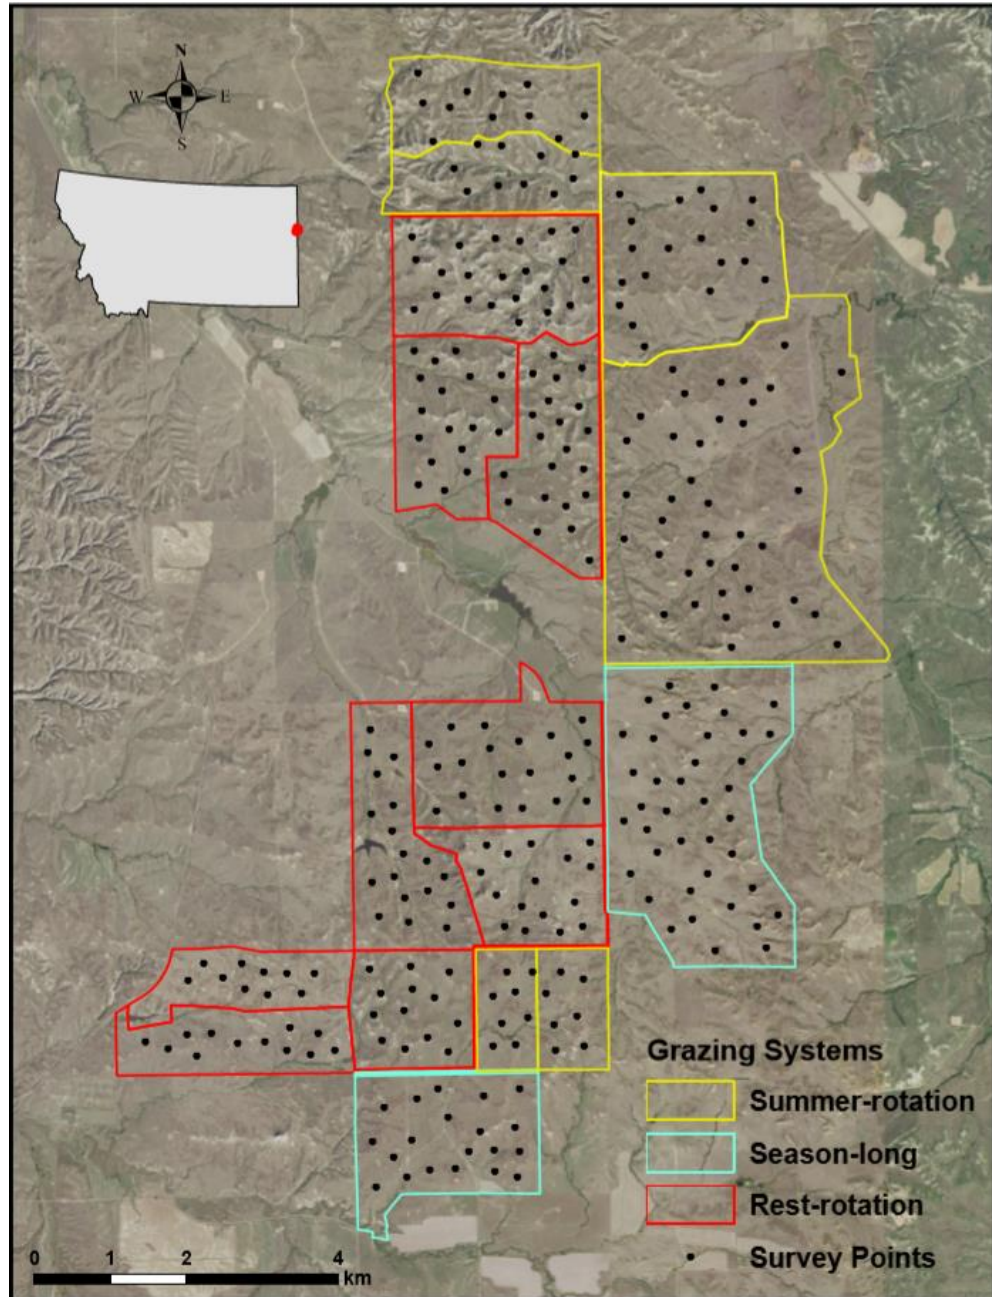 N
W E
S
Grazing Systems
Summer-rotation
Season-long
Rest-rotation
Survey Points
0 1 2 4
km